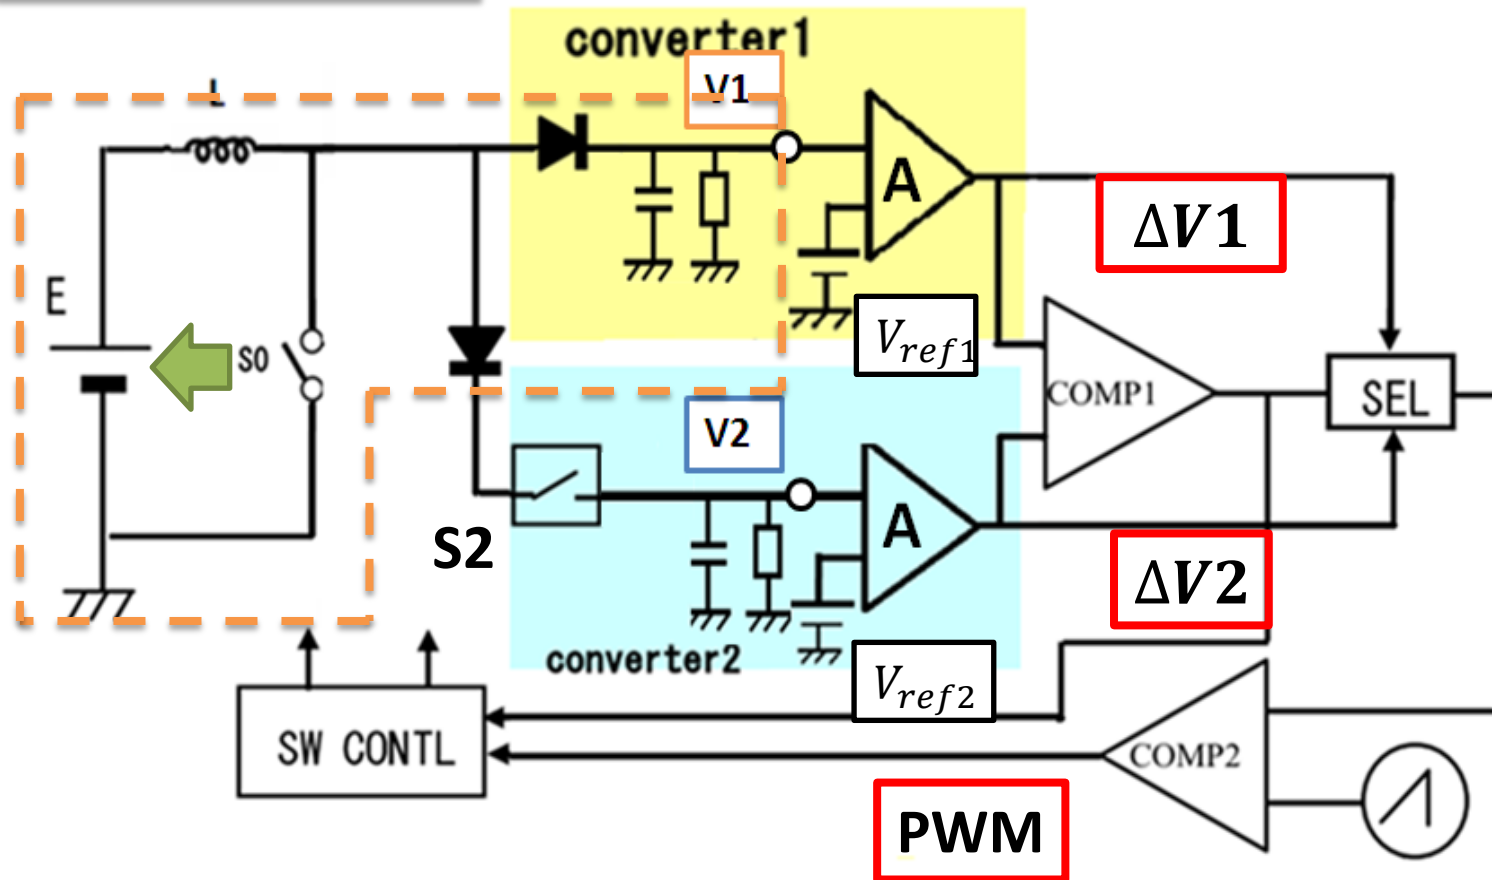 converter1
L
V1
A
ΔV1
E
S0
Vref1
COMP1
SEL
V2
S2
A
ΔV2
converter2
Vref2
SW CONTL
COMP2
PWM